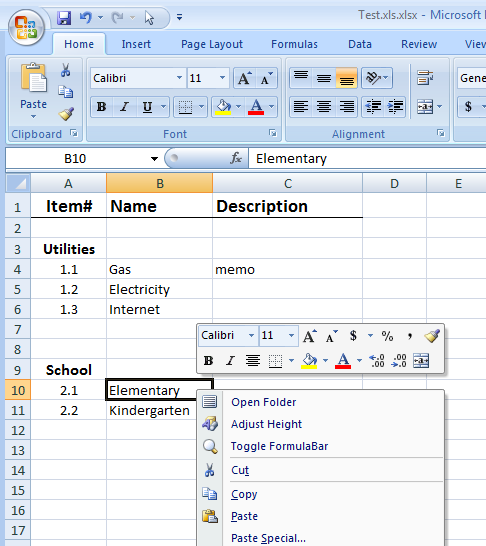 Test.xls.xlsx - Microsoft
Home Insert Page Layout Formulas Data
Calibri 11 A A Gene
Paste B I U A $
Clipboard Font Alignment
B10 fx Elementary
A B C D E
1 Item# Name Description
2
3 Utilities
4 1.1 Gas memo
5 1.2 Electricity
6 1.3 Internet
7
Calibri 11 A A $ % ,
8
B I A .00 .0
9 School
10 2.1 Elementary
11 2.2 Kindergarten
Open Folder
12 Adjust Height
13 Toggle FormulaBar
14 Cut
15 Copy
16 Paste
17 Paste Special...